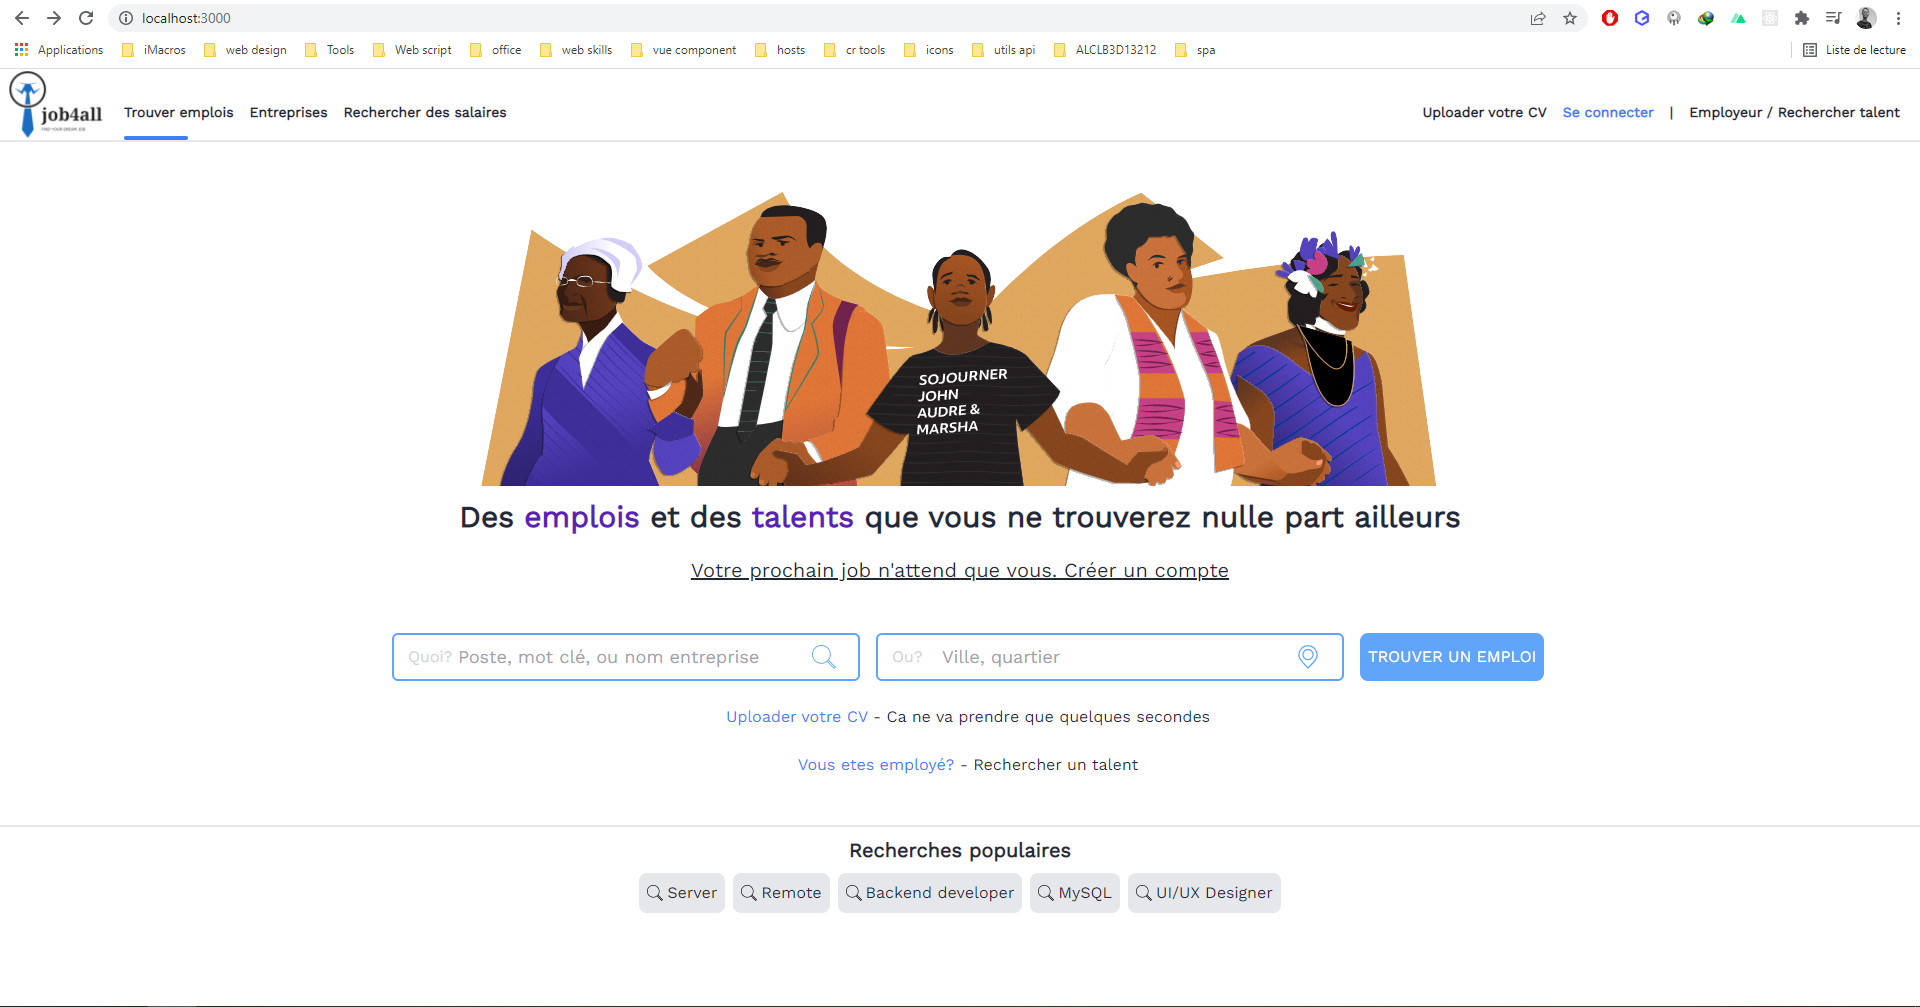 localhost:3000
Applications iMacros web design Tools Web script office web skills vue component hosts cr tools icons utils api ALCLB3D13212 spa Liste de lecture
job4all
FIND YOUR DREAM JOB
Trouver emplois Entreprises Rechercher des salaires Uploader votre CV Se connecter | Employeur / Rechercher talent
SOJOURNER
JOHN
AUDRE &
MARSHA
Des emplois et des talents que vous ne trouverez nulle part ailleurs
Votre prochain job n'attend que vous. Créer un compte
Quoi? Poste, mot clé, ou nom entreprise Ou? Ville, quartier TROUVER UN EMPLOI
Uploader votre CV - Ca ne va prendre que quelques secondes
Vous etes employé? - Rechercher un talent
Recherches populaires
Server Remote Backend developer MySQL UI/UX Designer